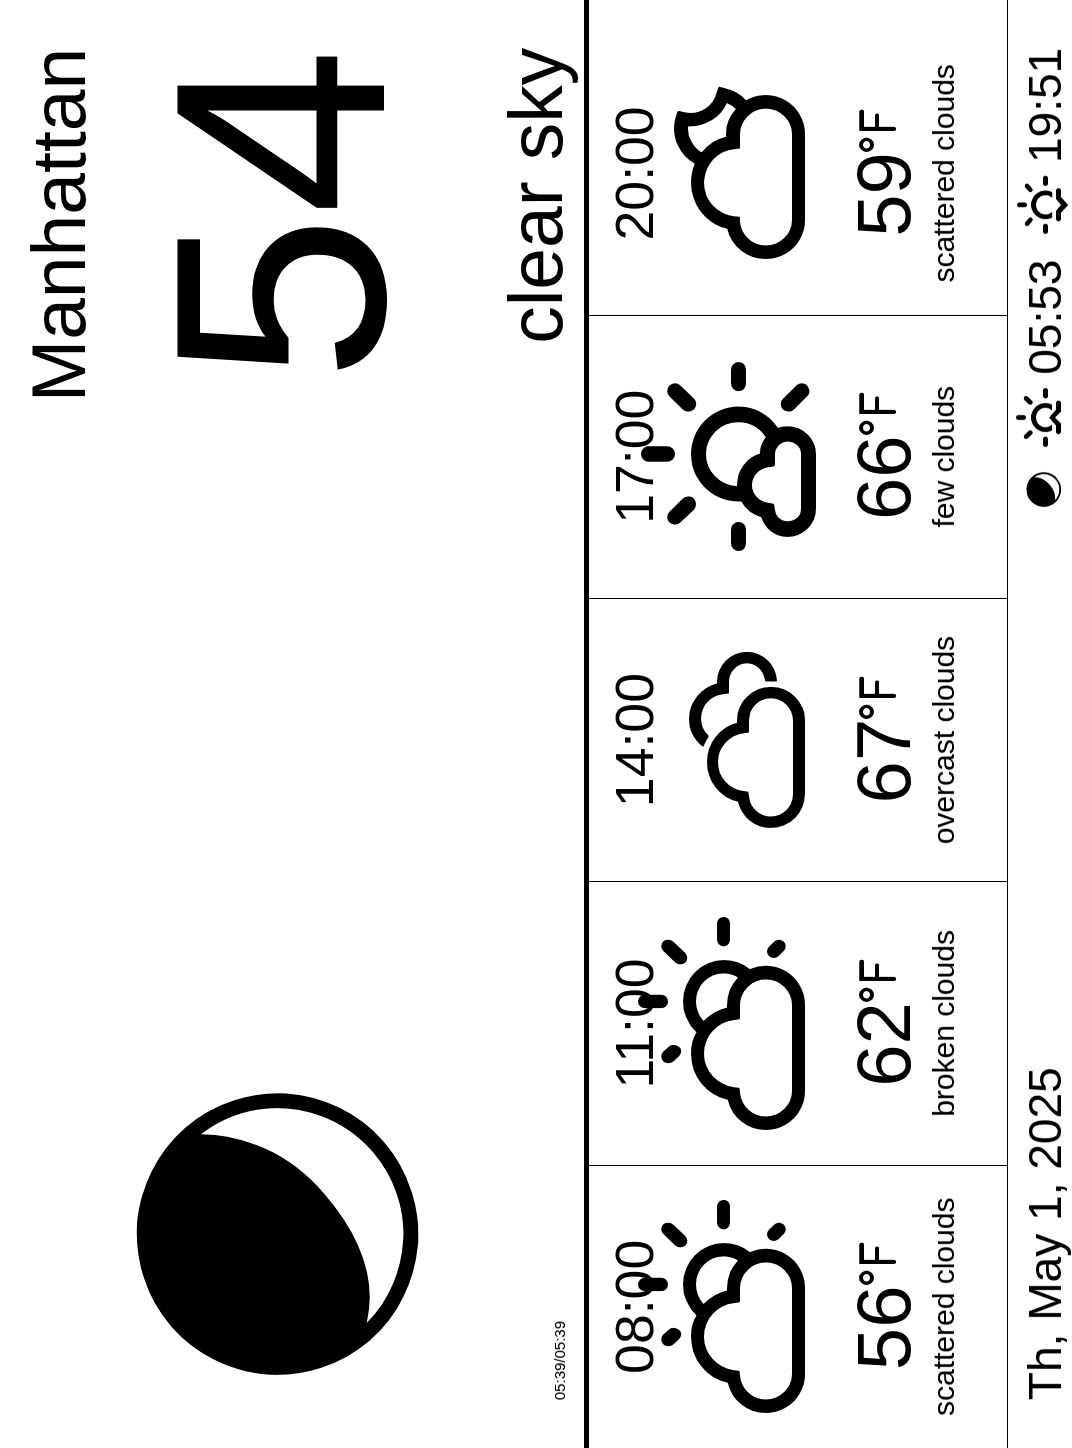 Manhattan
54
clear sky
05:39/05:39
08:00
56°F
scattered clouds
11:00
62°F
broken clouds
14:00
67°F
overcast clouds
17:00
66°F
few clouds
20:00
59°F
scattered clouds
Th, May 1, 2025
05:53
19:51